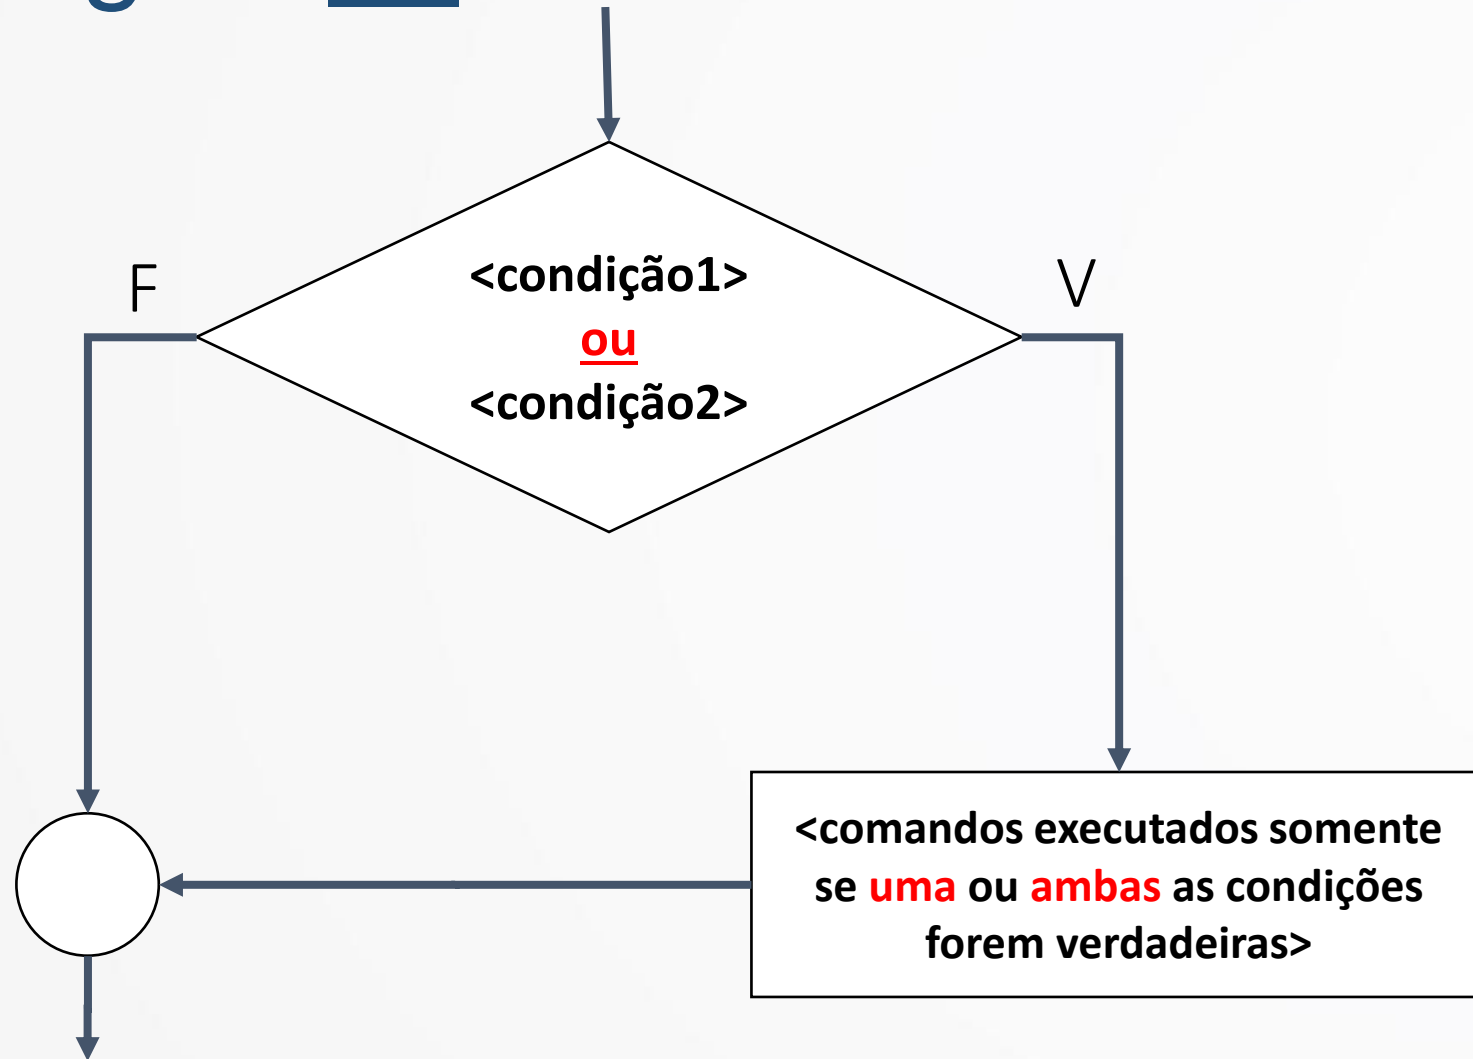 F
<condição1>
V
ou
<condição2>
<comandos executados somente
se uma ou ambas as condições
forem verdadeiras>